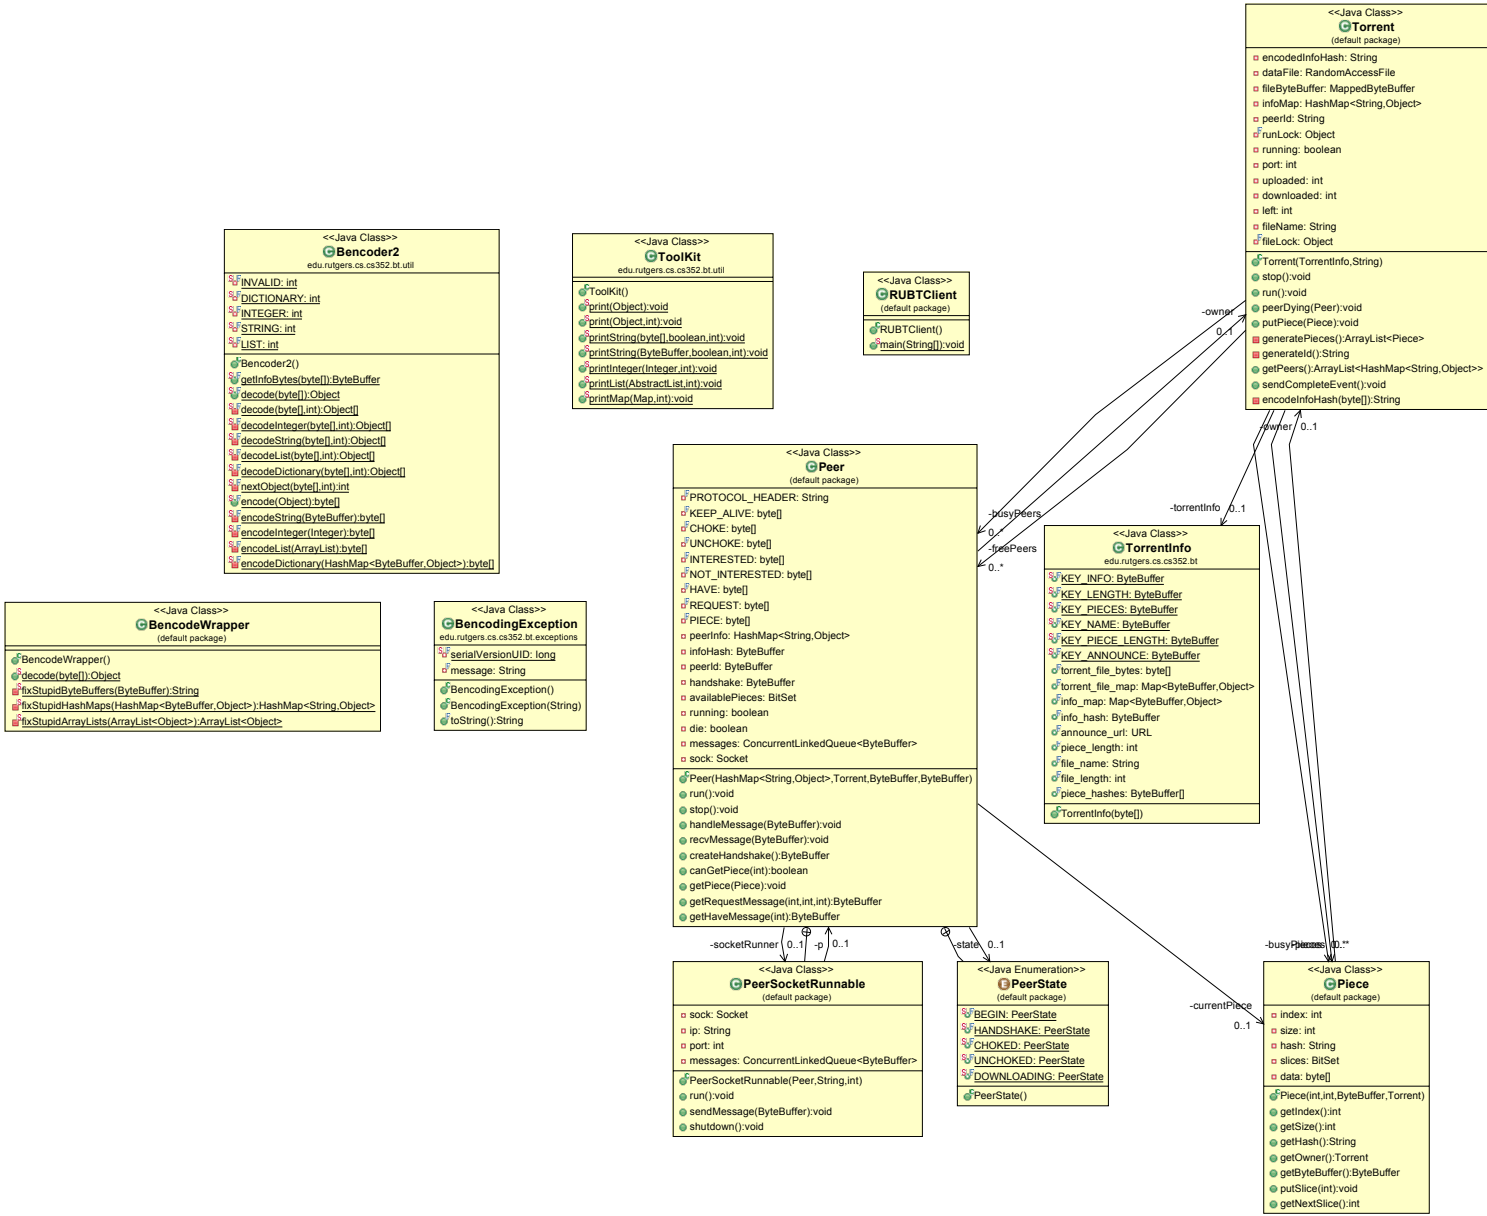 <<Java Class>>
Torrent
(default package)
encodedInfoHash: String
dataFile: RandomAccessFile
fileByteBuffer: MappedByteBuffer
infoMap: HashMap<String,Object>
peerId: String
runLock: Object
running: boolean
port: int
uploaded: int
downloaded: int
left: int
fileName: String
fileLock: Object
Torrent(TorrentInfo,String)
stop():void
run():void
peerDying(Peer):void
putPiece(Piece):void
generatePieces():ArrayList<Piece>
generateId():String
getPeers():ArrayList<HashMap<String,Object>>
sendCompleteEvent():void
encodeInfoHash(byte[]):String
<<Java Class>>
Bencoder2
edu.rutgers.cs.cs352.bt.util
INVALID: int
DICTIONARY: int
INTEGER: int
STRING: int
LIST: int
Bencoder2()
getInfoBytes(byte[]):ByteBuffer
decode(byte[]):Object
decode(byte[],int):Object[]
decodeInteger(byte[],int):Object[]
decodeString(byte[],int):Object[]
decodeList(byte[],int):Object[]
decodeDictionary(byte[],int):Object[]
nextObject(byte[],int):int
encode(Object):byte[]
encodeString(ByteBuffer):byte[]
encodeInteger(Integer):byte[]
encodeList(ArrayList):byte[]
encodeDictionary(HashMap<ByteBuffer,Object>):byte[]
<<Java Class>>
ToolKit
edu.rutgers.cs.cs352.bt.util
ToolKit()
print(Object):void
print(Object,int):void
printString(byte[],boolean,int):void
printString(ByteBuffer,boolean,int):void
printInteger(Integer,int):void
printList(AbstractList,int):void
printMap(Map,int):void
<<Java Class>>
RUBTClient
(default package)
RUBTClient()
main(String[]):void
-owner
0..1
-owner 0..1
<<Java Class>>
Peer
(default package)
PROTOCOL_HEADER: String
KEEP_ALIVE: byte[]
CHOKE: byte[]
UNCHOKE: byte[]
INTERESTED: byte[]
NOT_INTERESTED: byte[]
HAVE: byte[]
REQUEST: byte[]
PIECE: byte[]
peerInfo: HashMap<String,Object>
infoHash: ByteBuffer
peerId: ByteBuffer
handshake: ByteBuffer
availablePieces: BitSet
running: boolean
die: boolean
messages: ConcurrentLinkedQueue<ByteBuffer>
sock: Socket
Peer(HashMap<String,Object>,Torrent,ByteBuffer,ByteBuffer)
run():void
stop():void
handleMessage(ByteBuffer):void
recvMessage(ByteBuffer):void
createHandshake():ByteBuffer
canGetPiece(int):boolean
getPiece(Piece):void
getRequestMessage(int,int,int):ByteBuffer
getHaveMessage(int):ByteBuffer
-busyPeers
0..*
-freePeers
0..*
-torrentInfo 0..1
<<Java Class>>
TorrentInfo
edu.rutgers.cs.cs352.bt
KEY_INFO: ByteBuffer
KEY_LENGTH: ByteBuffer
KEY_PIECES: ByteBuffer
KEY_NAME: ByteBuffer
KEY_PIECE_LENGTH: ByteBuffer
KEY_ANNOUNCE: ByteBuffer
torrent_file_bytes: byte[]
torrent_file_map: Map<ByteBuffer,Object>
info_map: Map<ByteBuffer,Object>
info_hash: ByteBuffer
announce_url: URL
piece_length: int
file_name: String
file_length: int
piece_hashes: ByteBuffer[]
TorrentInfo(byte[])
<<Java Class>>
BencodeWrapper
(default package)
BencodeWrapper()
decode(byte[]):Object
fixStupidByteBuffers(ByteBuffer):String
fixStupidHashMaps(HashMap<ByteBuffer,Object>):HashMap<String,Object>
fixStupidArrayLists(ArrayList<Object>):ArrayList<Object>
<<Java Class>>
BencodingException
edu.rutgers.cs.cs352.bt.exceptions
serialVersionUID: long
message: String
BencodingException()
BencodingException(String)
toString():String
-socketRunner 0..1
-p 0..1
-state 0..1
<<Java Class>>
PeerSocketRunnable
(default package)
sock: Socket
ip: String
port: int
messages: ConcurrentLinkedQueue<ByteBuffer>
PeerSocketRunnable(Peer,String,int)
run():void
sendMessage(ByteBuffer):void
shutdown():void
<<Java Enumeration>>
PeerState
(default package)
BEGIN: PeerState
HANDSHAKE: PeerState
CHOKED: PeerState
UNCHOKED: PeerState
DOWNLOADING: PeerState
PeerState()
-currentPiece
0..1
<<Java Class>>
Piece
(default package)
index: int
size: int
hash: String
slices: BitSet
data: byte[]
Piece(int,int,ByteBuffer,Torrent)
getIndex():int
getSize():int
getHash():String
getOwner():Torrent
getByteBuffer():ByteBuffer
putSlice(int):void
getNextSlice():int